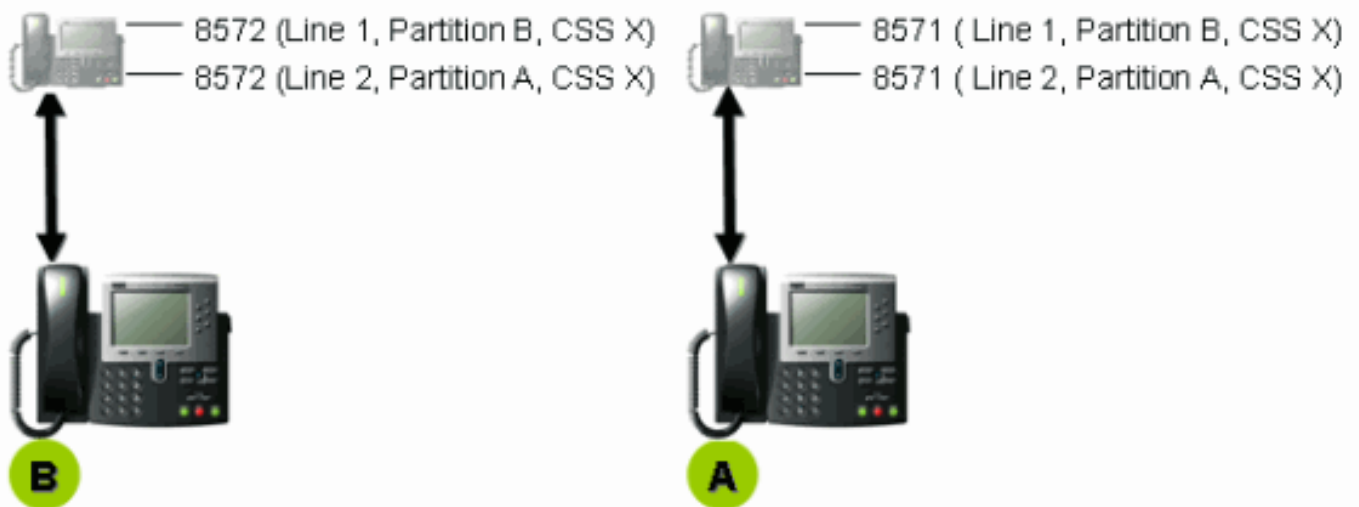 8572 (Line 1, Partition B, CSS X)
8572 (Line 2, Partition A, CSS X)
8571 ( Line 1, Partition B, CSS X)
8571 ( Line 2, Partition A, CSS X)
B
A